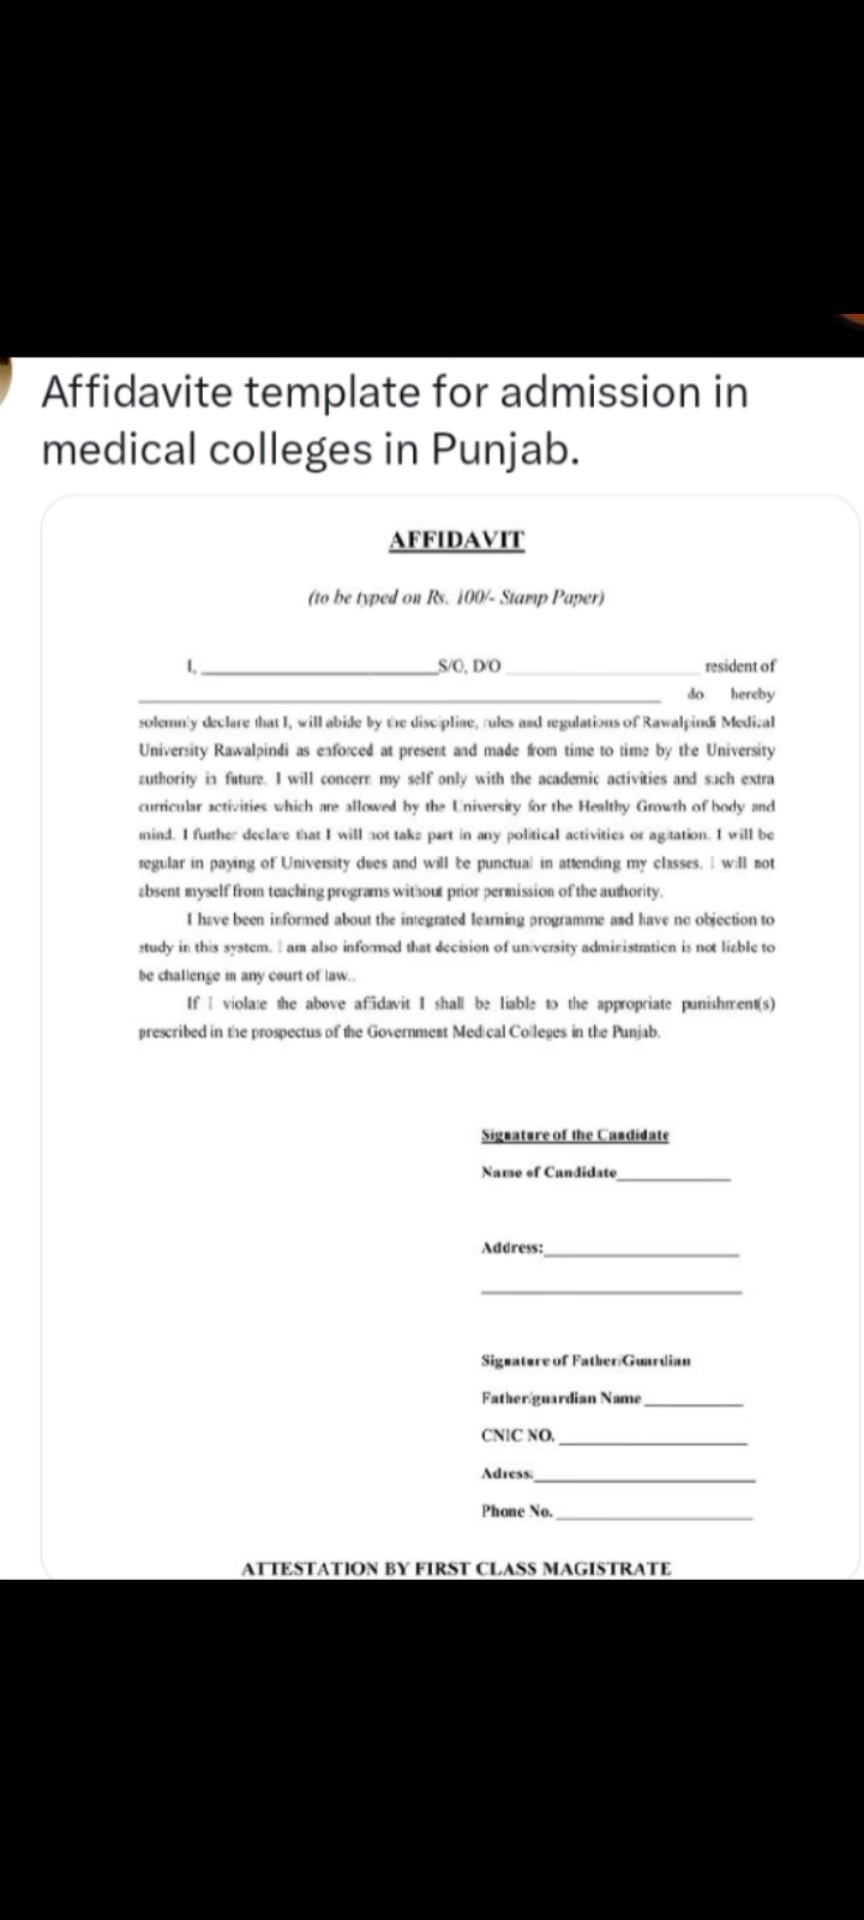 Affidavite template for admission in
medical colleges in Punjab.
AFFIDAVIT
(to be typed on Rs. 100/- Stamp Paper)
I, ______________ S/O, D/O ______________ resident of
______________ do hereby
solemnly declare that I, will abide by the discipline, rules and regulations of Rawalpindi Medical
University Rawalpindi as enforced at present and made from time to time by the University
authority in future. I will concern my self only with the academic activities and such extra
curricular activities which are allowed by the University for the Healthy Growth of body and
mind. I further declare that I will not take part in any political activities or agitation. I will be
regular in paying of University dues and will be punctual in attending my classes. I will not
absent myself from teaching programs without prior permission of the authority.
I have been informed about the integrated learning programme and have no objection to
study in this system. I am also informed that decision of university administration is not liable to
be challenge in any court of law..
If I violate the above affidavit I shall be liable to the appropriate punishment(s)
prescribed in the prospectus of the Government Medical Colleges in the Punjab.
Signature of the Candidate
Name of Candidate______________
Address:______________
Signature of Father/Guardian
Father/guardian Name______________
CNIC NO.______________
Adress:______________
Phone No.______________
ATTESTATION BY FIRST CLASS MAGISTRATE